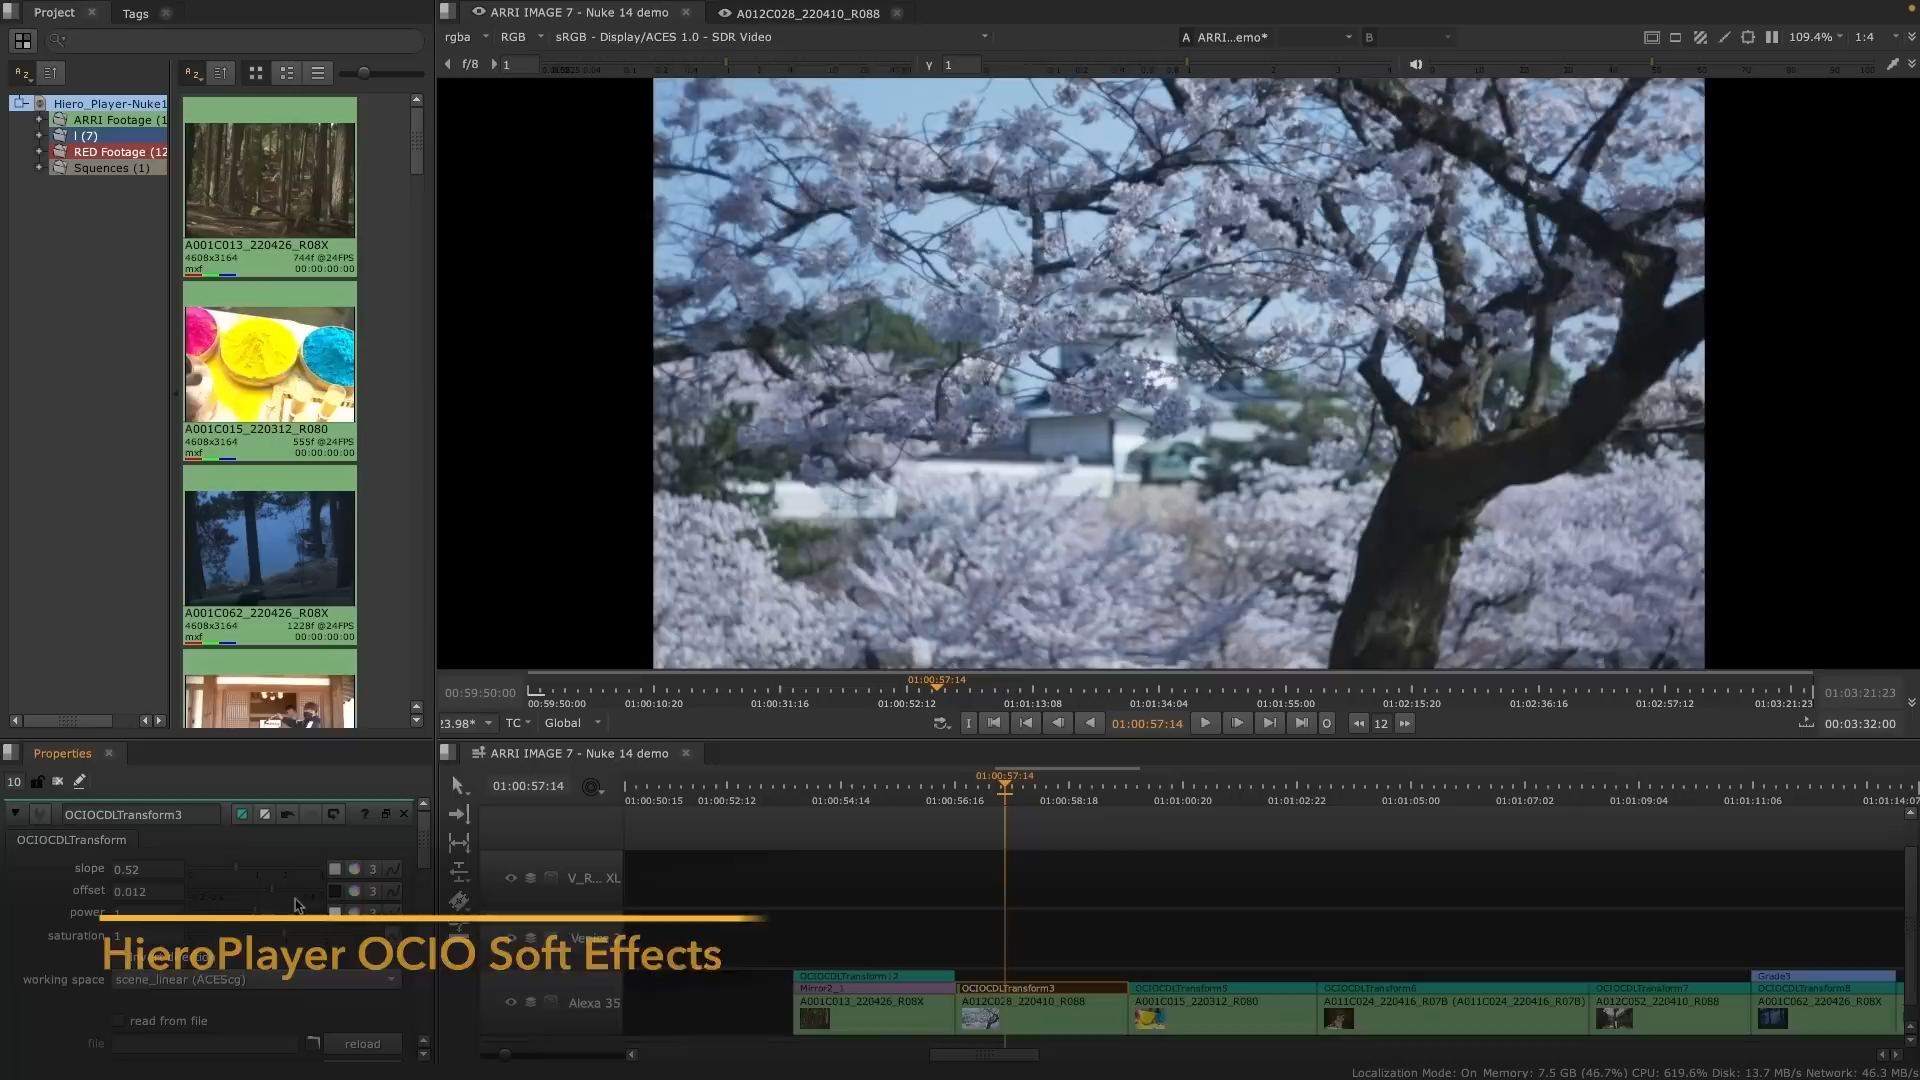 Project
Tags
ARRI IMAGE 7 - Nuke 14 demo
A012C028_220410_R088
rgba
RGB
sRGB - Display/ACES 1.0 - SDR Video
A ARRI...emo*
B
109.4%
1:4
f/8
1
γ
1
Hiero_Player-Nuke1
ARRI Footage (1
I (7)
RED Footage (12
Squences (1)
A001C013_220426_R08X
4608x3164 744f @24FPS
mxf 00:00:00:00
A001C015_220312_R080
4608x3164 555f @24FPS
mxf 00:00:00:00
A001C062_220426_R08X
4608x3164 1228f @24FPS
mxf 00:00:00:00
01:00:57:14
00:59:50:00
01:03:21:23
00:59:50:00 01:00:10:20 01:00:31:16 00:00:52:12 01:01:13:08 01:01:34:04 01:01:55:00 01:02:15:20 01:02:36:16 01:02:57:12 01:03:21:23
23.98*
TC
Global
I
01:00:57:14
O
12
00:03:32:00
Properties
10
OCIOCDLTransform3
?
OCIOCDLTransform
slope 0.52 3
offset 0.012 3
power 1 3
saturation 1
HieroPlayer OCIO Soft Effects
working space scene_linear (ACEScg)
read from file
file
reload
ARRI IMAGE 7 - Nuke 14 demo
01:00:57:14
01:00:57:14
01:00:50:15 01:00:52:12 01:00:54:14 01:00:56:16 01:00:58:18 01:01:00:20 01:01:02:22 01:01:05:00 01:01:07:02 01:01:09:04 01:01:11:06 01:01:14:07
V_R... XL
Alexa 35
Mirror2_1
A001C013_220426_R08X
OCIOCDLTransform3
A012C028_220410_R088
OCIOCDLTransform5
A001C015_220312_R080
OCIOCDLTransform6
A011C024_220416_R07B (A011C024_220416_R07B)
OCIOCDLTransform7
A012C052_220410_R088
Grade3
OCIOCDLTransform8
A001C062_220426_R08X
Localization Mode: On Memory: 7.5 GB (46.7%) CPU: 619.6% Disk: 13.7 MB/s Network: 46.3 MB/s